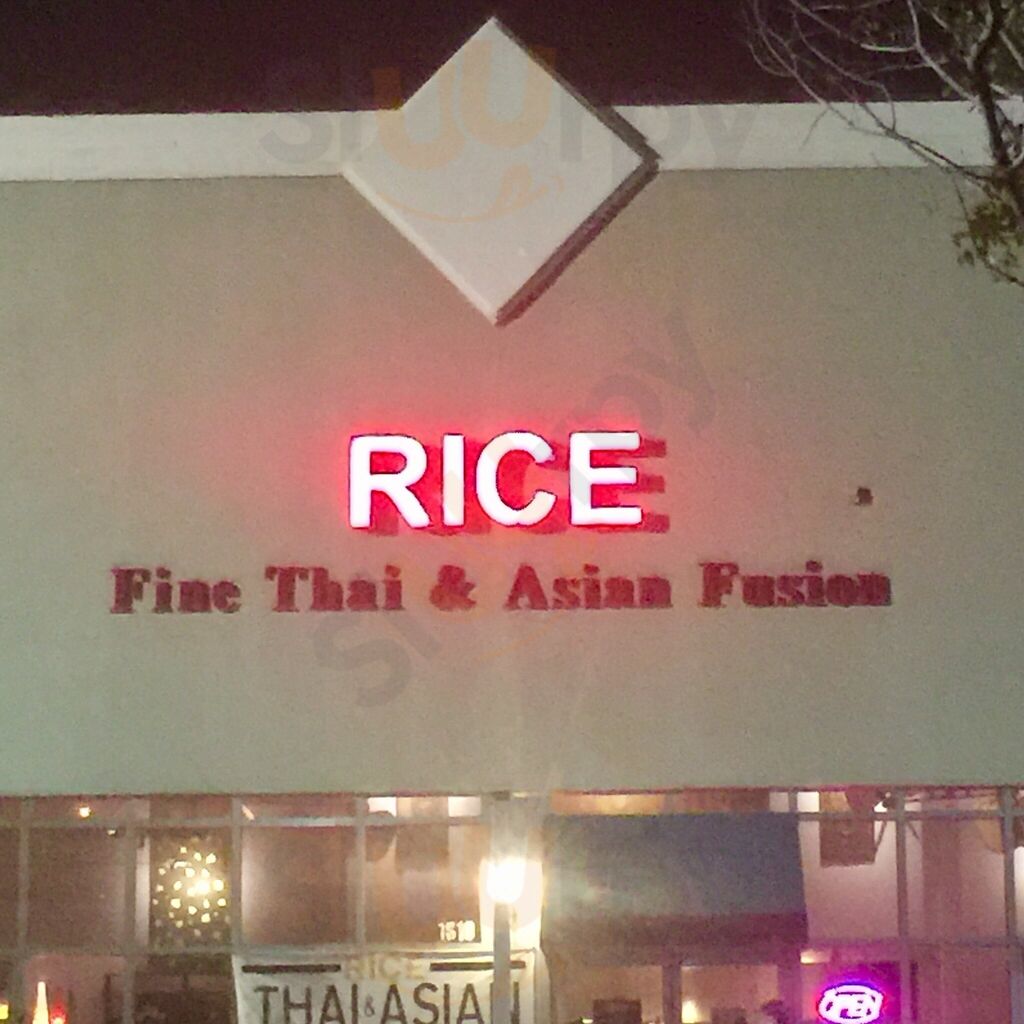 RICE
Fine Thai & Asian Fusion
1510
RICE
THAI & ASIAN
OPEN